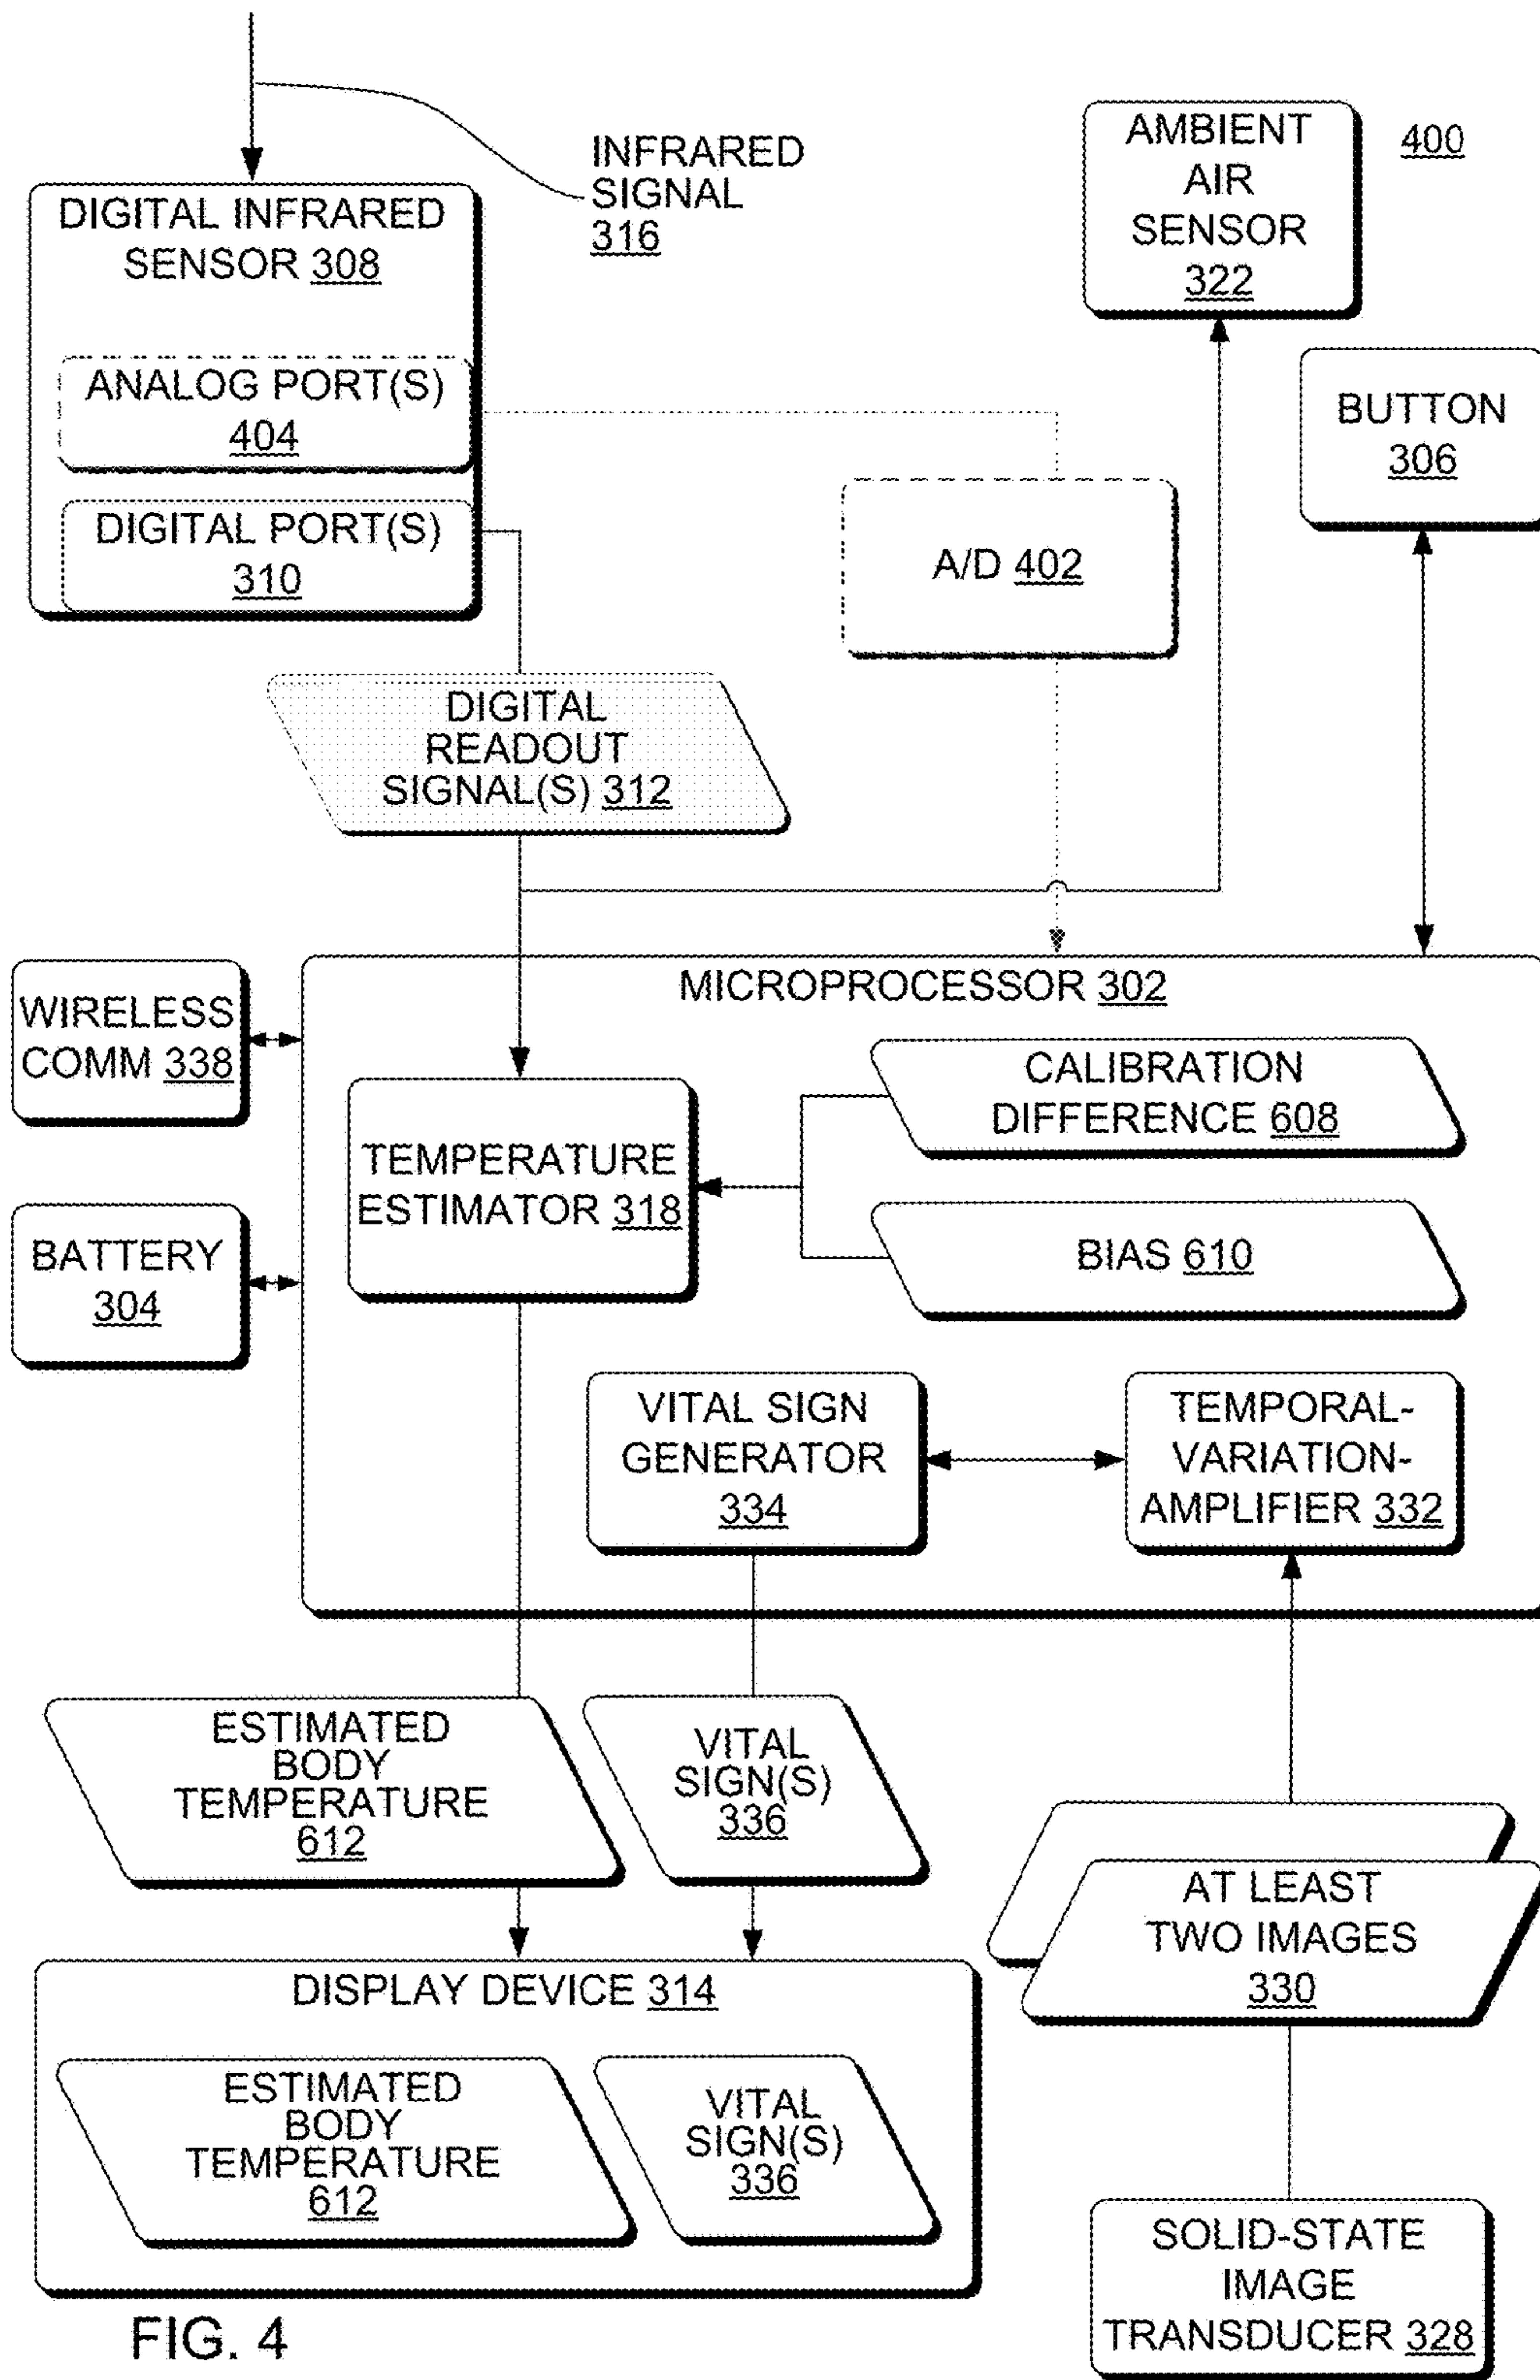 INFRARED
SIGNAL
316
AMBIENT
AIR
SENSOR
322
400
DIGITAL INFRARED
SENSOR 308
ANALOG PORT(S)
404
DIGITAL PORT(S)
310
BUTTON
306
A/D 402
DIGITAL
READOUT
SIGNAL(S) 312
MICROPROCESSOR 302
WIRELESS
COMM 338
CALIBRATION
DIFFERENCE 608
TEMPERATURE
ESTIMATOR 318
BATTERY
304
BIAS 610
VITAL SIGN
GENERATOR
334
TEMPORAL-
VARIATION-
AMPLIFIER 332
ESTIMATED
BODY
TEMPERATURE
612
VITAL
SIGN(S)
336
AT LEAST
TWO IMAGES
330
DISPLAY DEVICE 314
ESTIMATED
BODY
TEMPERATURE
612
VITAL
SIGN(S)
336
SOLID-STATE
IMAGE
TRANSDUCER 328
FIG. 4